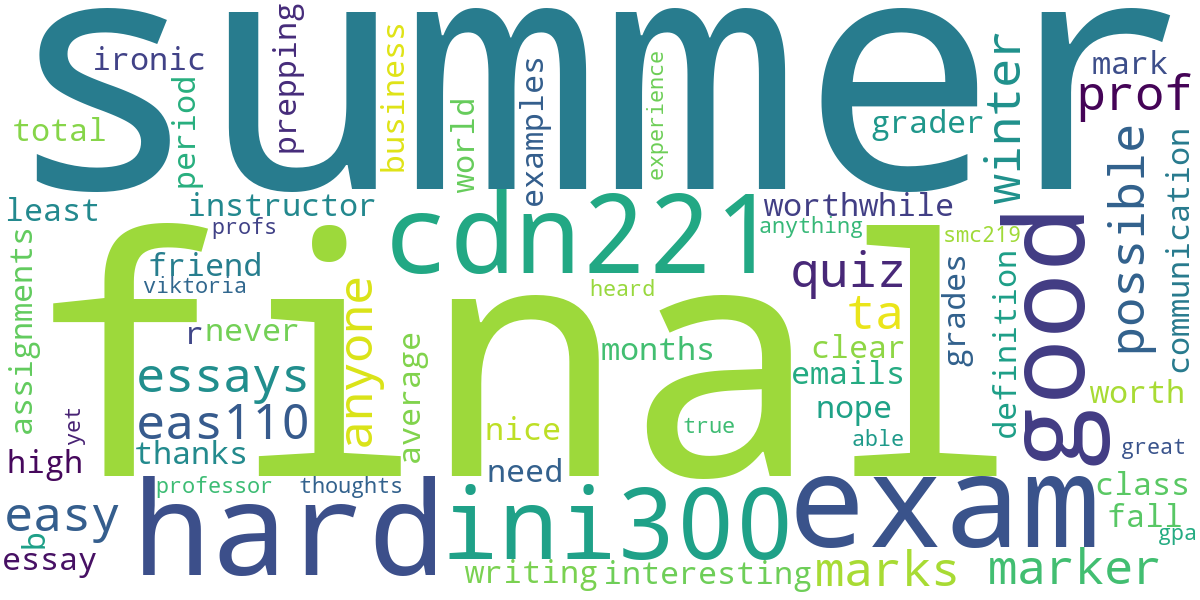 summer
final
ironic
prepping
business
examples
experience
mark
prof
total
period
world
grader
winter
possible
communication
least
instructor
profs
cdn221
worthwhile
anything
smc219
good
friend
viktoria
heard
quiz
assignments
r
never
anyone
average
months
ta
clear
grades
definition
essays
emails
worth
eas110
nope
able
yet
thanks
nice
true
great
high
need
professor
thoughts
hard
ini300
exam
class
easy
b
fall
gpa
essay
writing
interesting
marks
marker